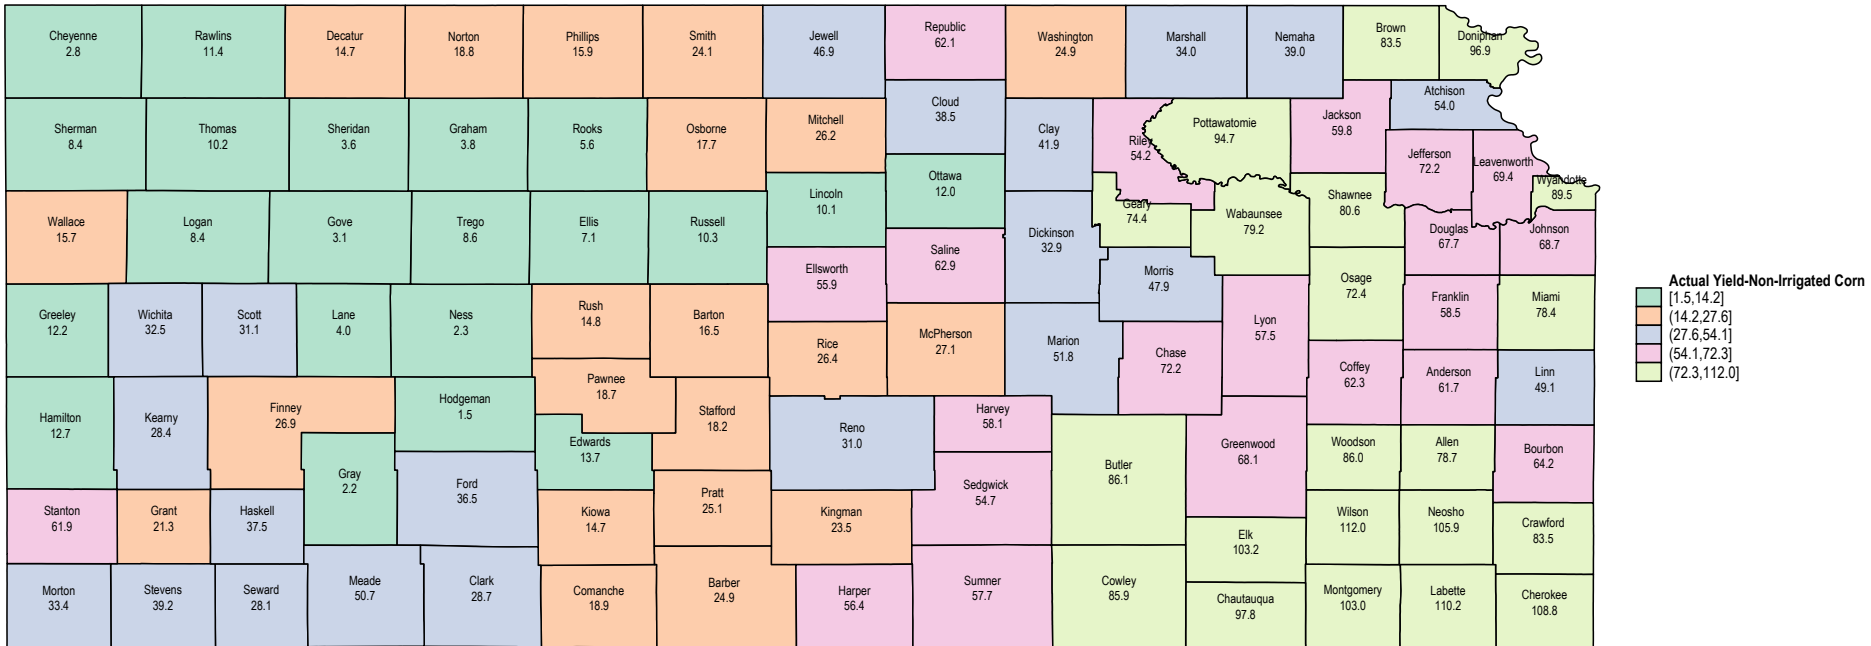 Cheyenne
2.8
Rawlins
11.4
Decatur
14.7
Norton
18.8
Phillips
15.9
Smith
24.1
Jewell
46.9
Republic
62.1
Washington
24.9
Marshall
34.0
Nemaha
39.0
Brown
83.5
Doniphan
96.9
Sherman
8.4
Thomas
10.2
Sheridan
3.6
Graham
3.8
Rooks
5.6
Osborne
17.7
Mitchell
26.2
Cloud
38.5
Clay
41.9
Riley
54.2
Pottawatomie
94.7
Jackson
59.8
Atchison
54.0
Jefferson
72.2
Leavenworth
69.4
Wyandotte
89.5
Wallace
15.7
Logan
8.4
Gove
3.1
Trego
8.6
Ellis
7.1
Russell
10.3
Lincoln
10.1
Ottawa
12.0
Dickinson
32.9
Geary
74.4
Wabaunsee
79.2
Shawnee
80.6
Douglas
67.7
Johnson
68.7
Ellsworth
55.9
Saline
62.9
Morris
47.9
Osage
72.4
Franklin
58.5
Miami
78.4
Greeley
12.2
Wichita
32.5
Scott
31.1
Lane
4.0
Ness
2.3
Rush
14.8
Barton
16.5
Rice
26.4
McPherson
27.1
Marion
51.8
Chase
72.2
Lyon
57.5
Coffey
62.3
Anderson
61.7
Linn
49.1
Hamilton
12.7
Kearny
28.4
Finney
26.9
Hodgeman
1.5
Pawnee
18.7
Stafford
18.2
Edwards
13.7
Reno
31.0
Harvey
58.1
Butler
86.1
Greenwood
68.1
Woodson
86.0
Allen
78.7
Bourbon
64.2
Gray
2.2
Ford
36.5
Stanton
61.9
Grant
21.3
Haskell
37.5
Kiowa
14.7
Pratt
25.1
Kingman
23.5
Sedgwick
54.7
Elk
103.2
Wilson
112.0
Neosho
105.9
Crawford
83.5
Morton
33.4
Stevens
39.2
Seward
28.1
Meade
50.7
Clark
28.7
Comanche
18.9
Barber
24.9
Harper
56.4
Sumner
57.7
Cowley
85.9
Chautauqua
97.8
Montgomery
103.0
Labette
110.2
Cherokee
108.8
Actual Yield-Non-Irrigated Corn
[1.5,14.2]
(14.2,27.6]
(27.6,54.1]
(54.1,72.3]
(72.3,112.0]